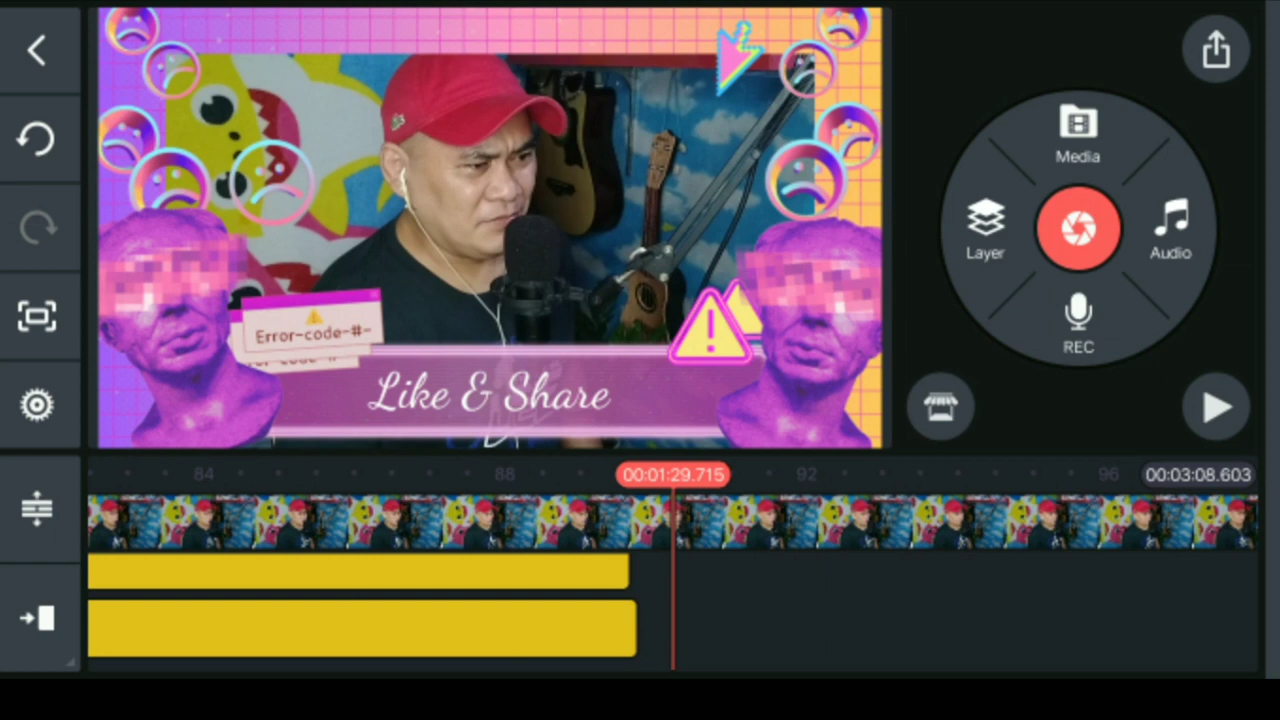 Media
Layer
Audio
REC
Error-code-#-
Like & Share
84
88
00:01:29.715
92
96
00:03:08.603